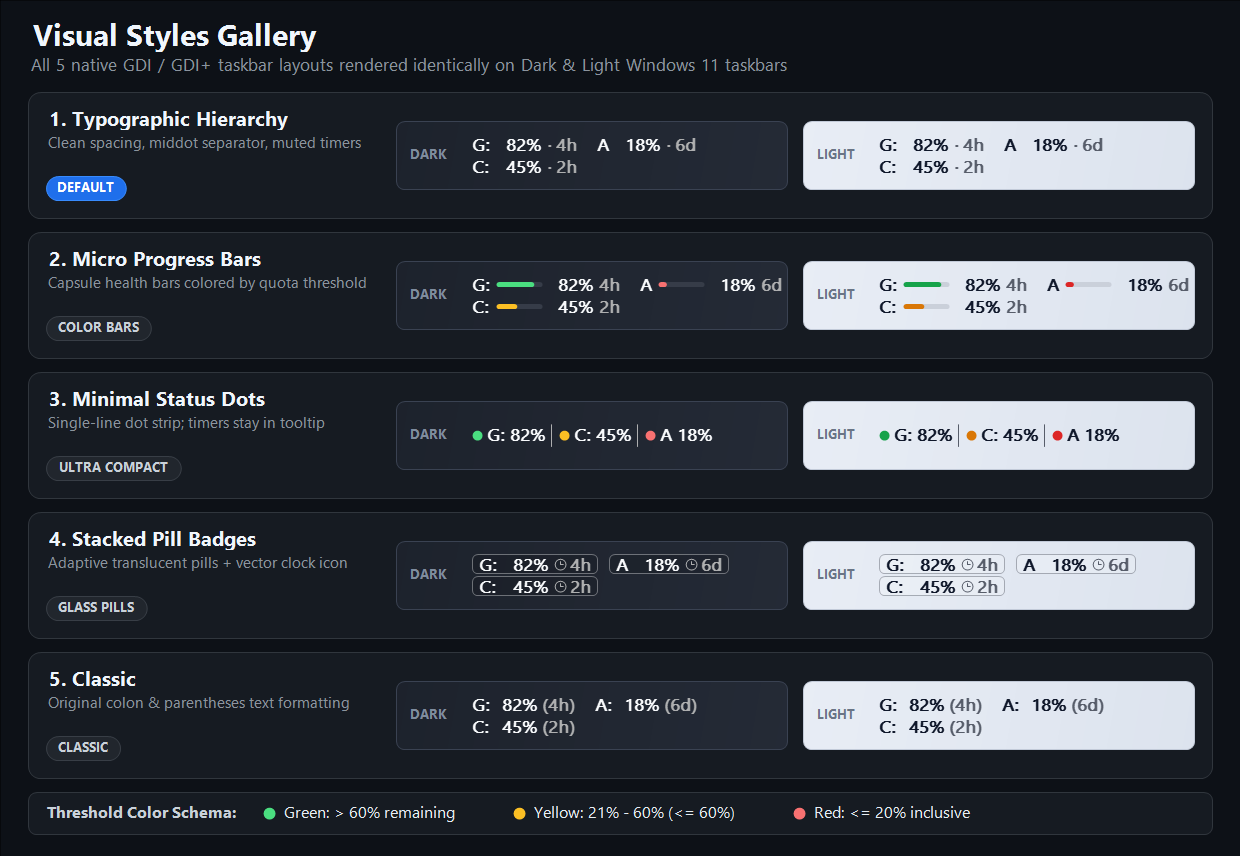 Visual Styles Gallery
All 5 native GDI / GDI+ taskbar layouts rendered identically on Dark & Light Windows 11 taskbars
1. Typographic Hierarchy
Clean spacing, middot separator, muted timers
DEFAULT
DARK
G: 82% · 4h A 18% · 6d
C: 45% · 2h
LIGHT
G: 82% · 4h A 18% · 6d
C: 45% · 2h
2. Micro Progress Bars
Capsule health bars colored by quota threshold
COLOR BARS
DARK
G: 82% 4h A 18% 6d
C: 45% 2h
LIGHT
G: 82% 4h A 18% 6d
C: 45% 2h
3. Minimal Status Dots
Single-line dot strip; timers stay in tooltip
ULTRA COMPACT
DARK
G: 82% C: 45% A 18%
LIGHT
G: 82% C: 45% A 18%
4. Stacked Pill Badges
Adaptive translucent pills + vector clock icon
GLASS PILLS
DARK
G: 82% 4h A 18% 6d
C: 45% 2h
LIGHT
G: 82% 4h A 18% 6d
C: 45% 2h
5. Classic
Original colon & parentheses text formatting
CLASSIC
DARK
G: 82% (4h) A: 18% (6d)
C: 45% (2h)
LIGHT
G: 82% (4h) A: 18% (6d)
C: 45% (2h)
Threshold Color Schema: Green: > 60% remaining Yellow: 21% - 60% (<= 60%) Red: <= 20% inclusive